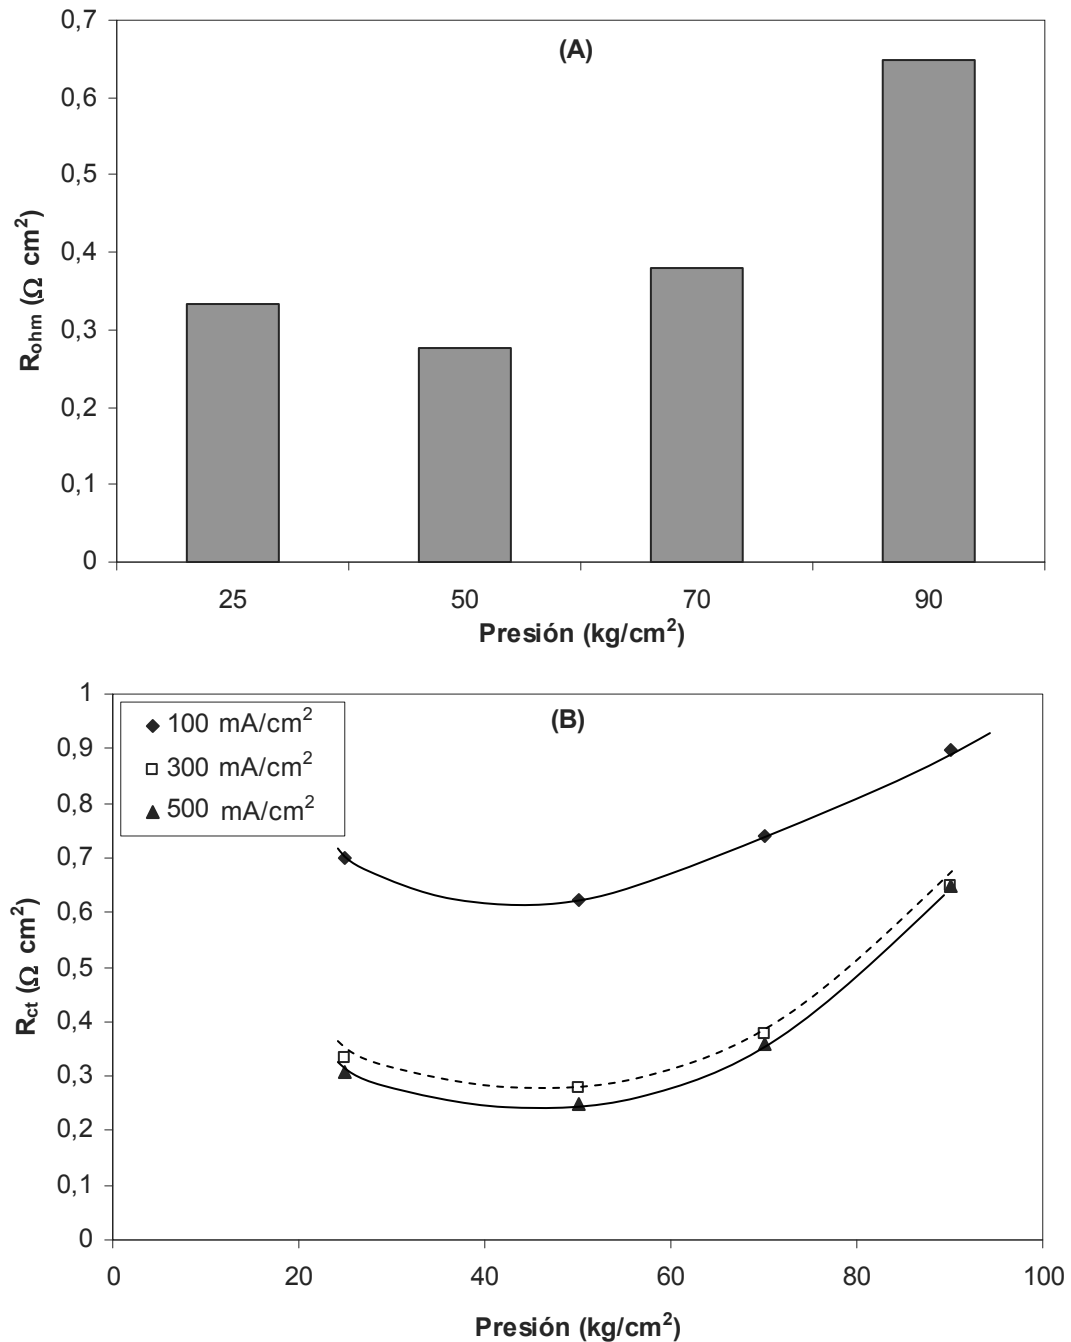 0,7
(A)
0,6
0,5
0,4
0,3
0,2
0,1
0
R_ohm (Ω cm²)
25 50 70 90
Presión (kg/cm²)
1
(B)
◆ 100 mA/cm²
□ 300 mA/cm²
▲ 500 mA/cm²
0,9
0,8
0,7
0,6
0,5
0,4
0,3
0,2
0,1
0
R_ct (Ω cm²)
0 20 40 60 80 100
Presión (kg/cm²)